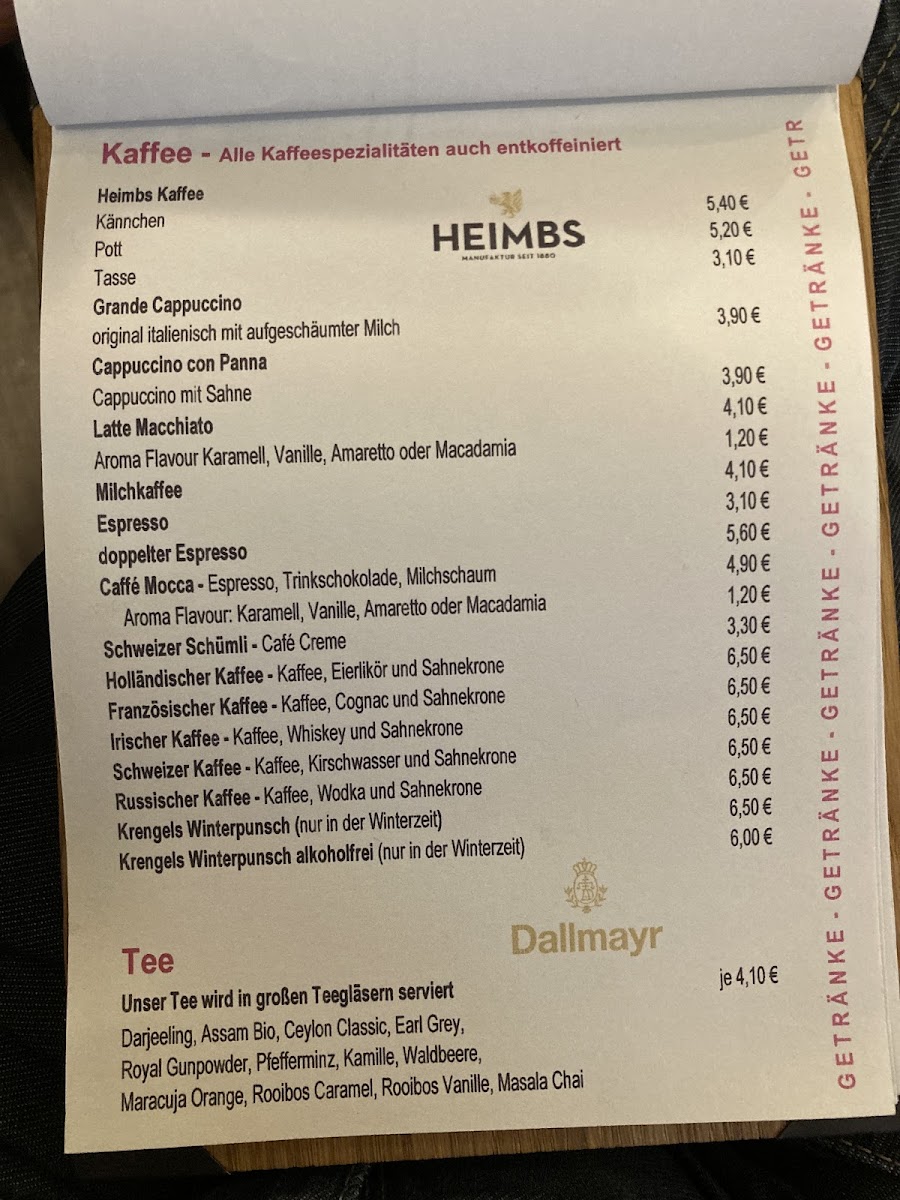 Kaffee - Alle Kaffeespezialitäten auch entkoffeiniert
Heimbs Kaffee
HEIMBS
MANUFAKTUR SEIT 1880
Kännchen 5,40 €
Pott 5,20 €
Tasse 3,10 €
Grande Cappuccino
original italienisch mit aufgeschäumter Milch 3,90 €
Cappuccino con Panna
Cappuccino mit Sahne 3,90 €
Latte Macchiato 4,10 €
Aroma Flavour Karamell, Vanille, Amaretto oder Macadamia 1,20 €
Milchkaffee 4,10 €
Espresso 3,10 €
doppelter Espresso 5,60 €
Caffé Mocca - Espresso, Trinkschokolade, Milchschaum 4,90 €
Aroma Flavour: Karamell, Vanille, Amaretto oder Macadamia 1,20 €
Schweizer Schümli - Café Creme 3,30 €
Holländischer Kaffee - Kaffee, Eierlikör und Sahnekrone 6,50 €
Französischer Kaffee - Kaffee, Cognac und Sahnekrone 6,50 €
Irischer Kaffee - Kaffee, Whiskey und Sahnekrone 6,50 €
Schweizer Kaffee - Kaffee, Kirschwasser und Sahnekrone 6,50 €
Russischer Kaffee - Kaffee, Wodka und Sahnekrone 6,50 €
Krengels Winterpunsch (nur in der Winterzeit) 6,50 €
Krengels Winterpunsch alkoholfrei (nur in der Winterzeit) 6,00 €
Dallmayr
Tee
Unser Tee wird in großen Teegläsern serviert je 4,10 €
Darjeeling, Assam Bio, Ceylon Classic, Earl Grey,
Royal Gunpowder, Pfefferminz, Kamille, Waldbeere,
Maracuja Orange, Rooibos Caramel, Rooibos Vanille, Masala Chai
GETRÄNKE - GETRÄNKE - GETRÄNKE - GETRÄNKE - GETRÄNKE - GETR